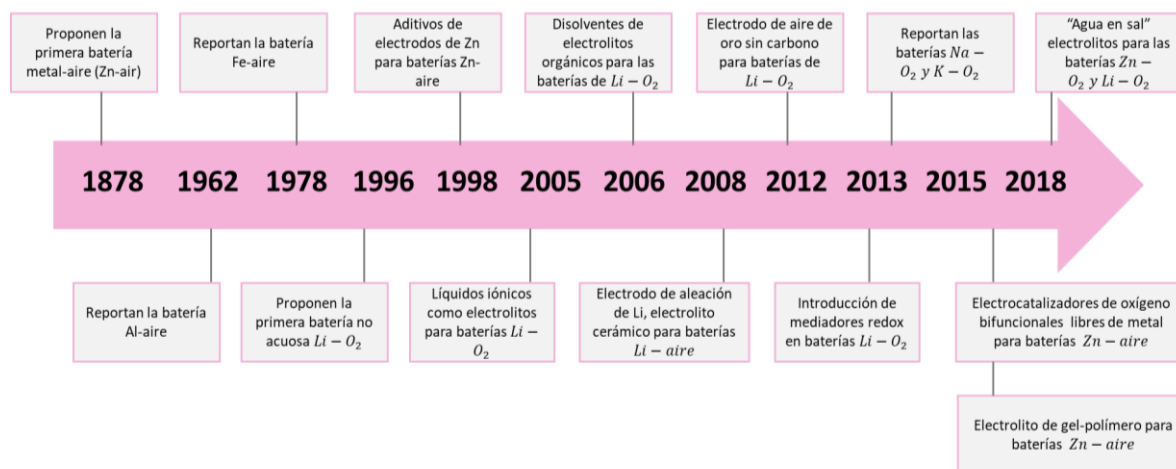 Proponen la
primera batería
metal-aire (Zn-air)
Reportan la batería
Fe-aire
Aditivos de
electrodos de Zn
para baterías Zn-
aire
Disolventes de
electrolitos
orgánicos para las
baterías de Li − O₂
Electrodo de aire de
oro sin carbono
para baterías de
Li − O₂
Reportan las
baterías Na −
O₂ y K − O₂
“Agua en sal”
electrolitos para las
baterías Zn −
O₂ y Li − O₂
1878 1962 1978 1996 1998 2005 2006 2008 2012 2013 2015 2018
Reportan la batería
Al-aire
Proponen la
primera batería no
acuosa Li − O₂
Líquidos iónicos
como electrolitos
para baterías Li −
O₂
Electrodo de aleación
de Li, electrolito
cerámico para baterías
Li − aire
Introducción de
mediadores redox
en baterías Li − O₂
Electrocatalizadores de oxígeno
bifuncionales libres de metal
para baterías Zn − aire
Electrolito de gel-polímero para
baterías Zn − aire